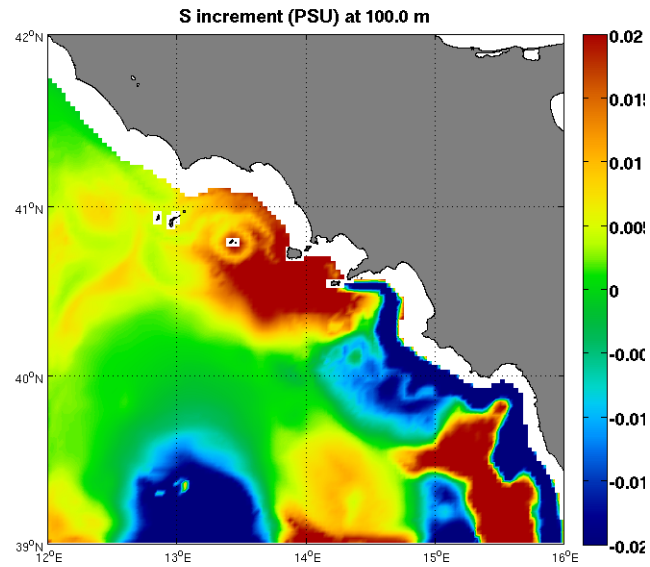 S increment (PSU) at 100.0 m
42°N
41°N
40°N
39°N
12°E
13°E
14°E
15°E
16°E
0.02
0.015
0.01
0.005
0
-0.00
-0.01
-0.01
-0.02